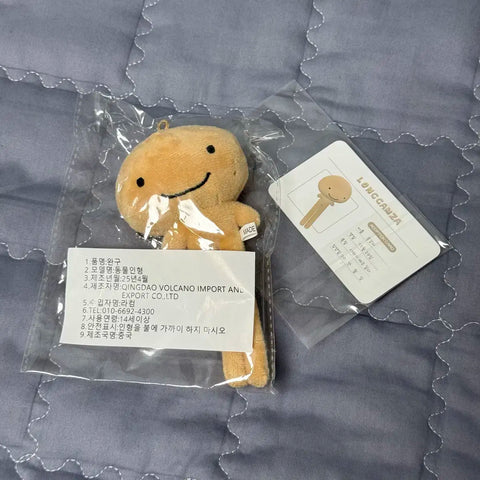 1.품명:완구
2.모델명:동물인형
3.제조년월:25년4월
4.제조자명:QINGDAO VOLCANO IMPORT AND
EXPORT CO.;LTD
5.수 입자명:라컴
6.TEL:010-6692-4300
7.사용연령:14세이상
8.안전표시:인형을 불에 가까이 하지 마시오
9.제조국명:중국
MADE
LONGGANZA